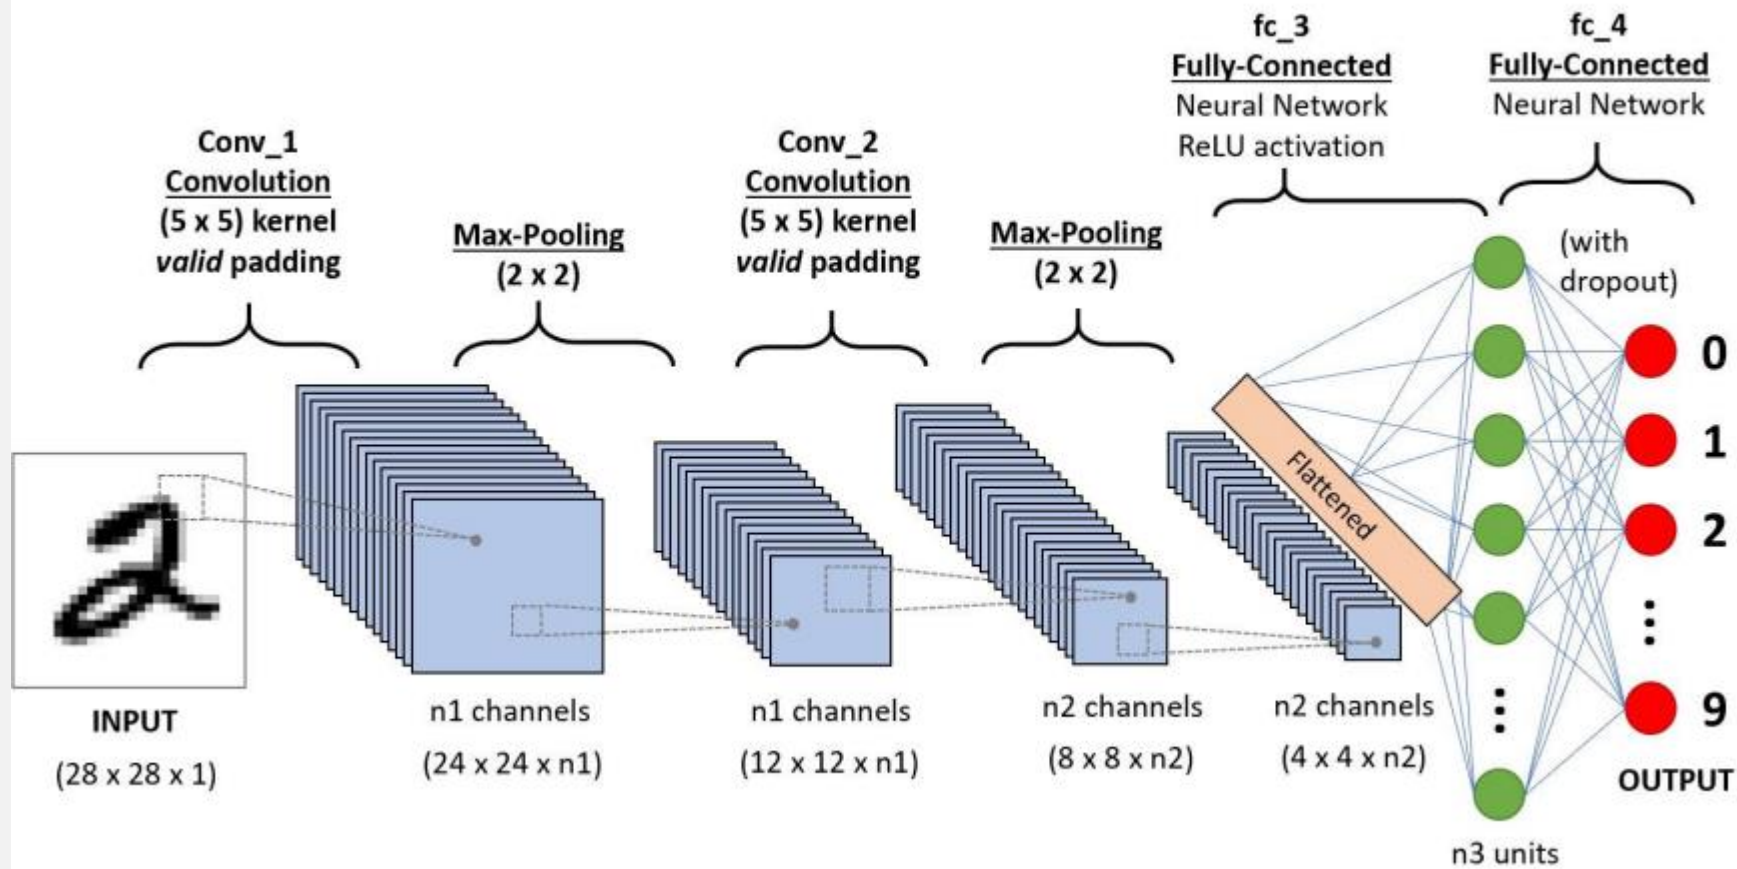 Conv_1
Convolution
(5 x 5) kernel
valid padding
Max-Pooling
(2 x 2)
Conv_2
Convolution
(5 x 5) kernel
valid padding
Max-Pooling
(2 x 2)
fc_3
Fully-Connected
Neural Network
ReLU activation
fc_4
Fully-Connected
Neural Network
(with
dropout)
2
Flattened
0
1
2
9
OUTPUT
INPUT
(28 x 28 x 1)
n1 channels
(24 x 24 x n1)
n1 channels
(12 x 12 x n1)
n2 channels
(8 x 8 x n2)
n2 channels
(4 x 4 x n2)
n3 units